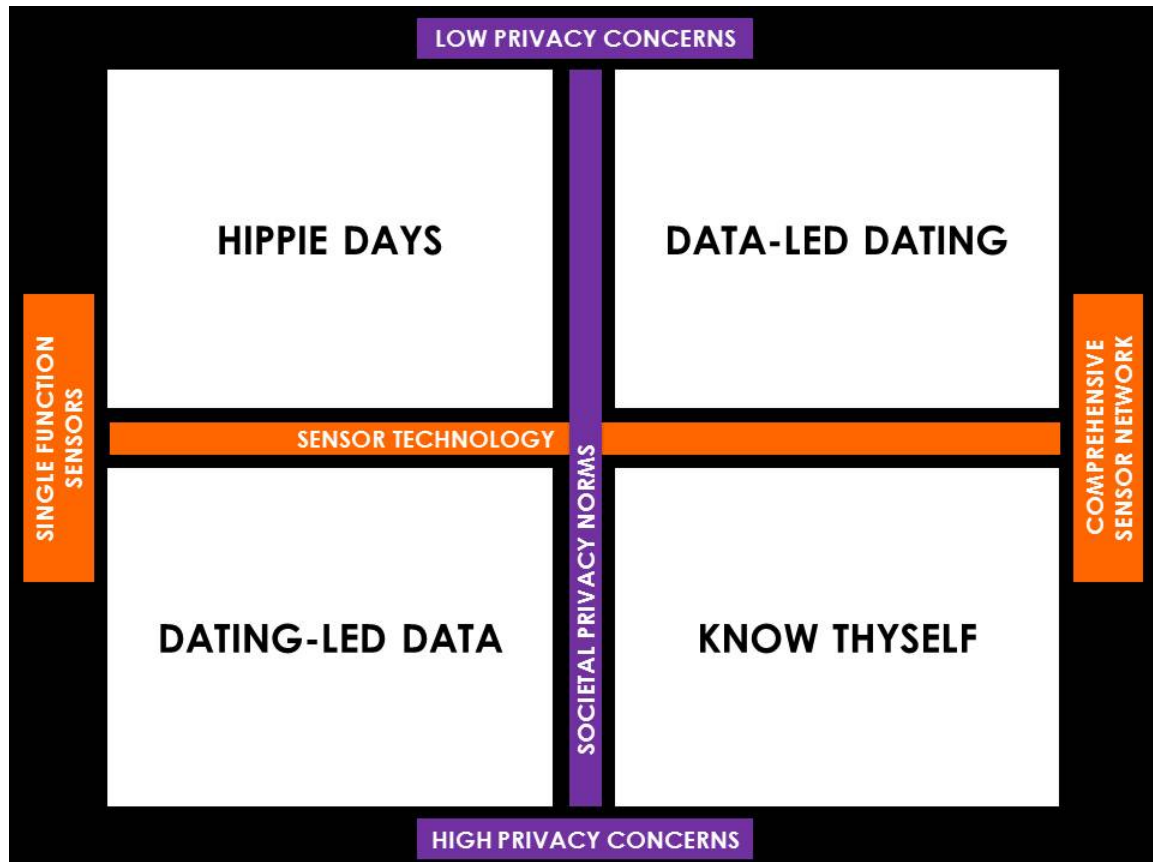 LOW PRIVACY CONCERNS
HIPPIE DAYS
DATA-LED DATING
SINGLE FUNCTION
SENSORS
SENSOR TECHNOLOGY
SOCIETAL PRIVACY NORMS
COMPREHENSIVE
SENSOR NETWORK
DATING-LED DATA
KNOW THYSELF
HIGH PRIVACY CONCERNS